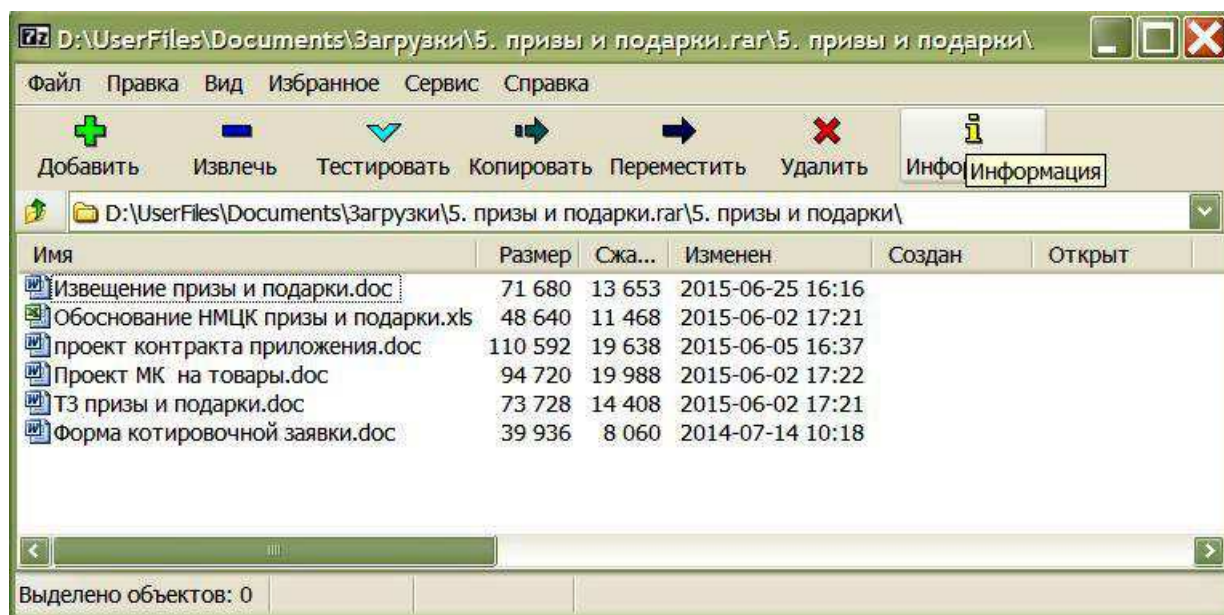 7z D:\UserFiles\Documents\Загрузки\5. призы и подарки.rar\5. призы и подарки\
Файл Правка Вид Избранное Сервис Справка
Добавить Извлечь Тестировать Копировать Переместить Удалить Инфо Информация
D:\UserFiles\Documents\Загрузки\5. призы и подарки.rar\5. призы и подарки\
Имя Размер Сжа... Изменен Создан Открыт
Извещение призы и подарки.doc 71 680 13 653 2015-06-25 16:16
Обоснование НМЦК призы и подарки.xls 48 640 11 468 2015-06-02 17:21
проект контракта приложения.doc 110 592 19 638 2015-06-05 16:37
Проект МК на товары.doc 94 720 19 988 2015-06-02 17:22
ТЗ призы и подарки.doc 73 728 14 408 2015-06-02 17:21
Форма котировочной заявки.doc 39 936 8 060 2014-07-14 10:18
Выделено объектов: 0